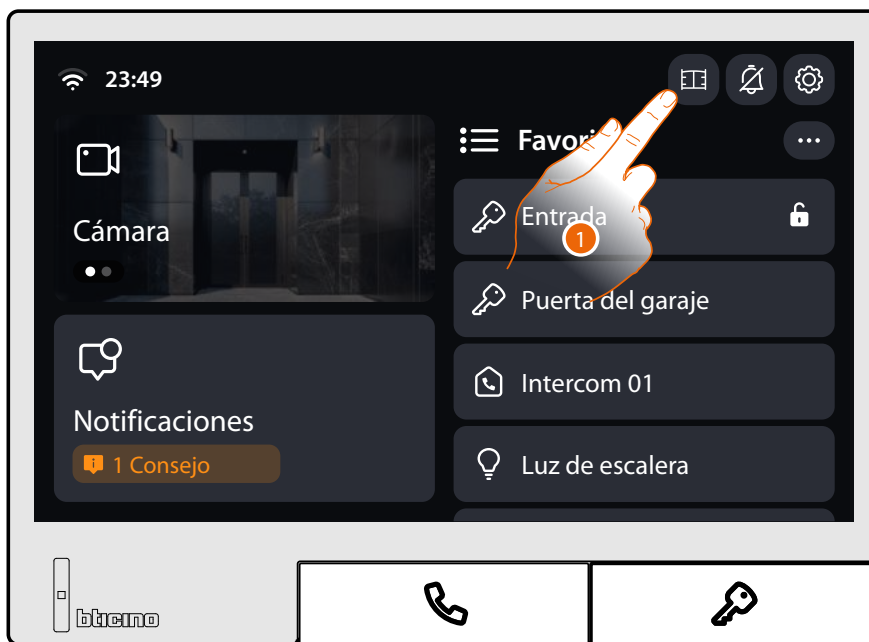 23:49
Cámara
Notificaciones
1 Consejo
Favori
Entrada
1
Puerta del garaje
Intercom 01
Luz de escalera
bticino